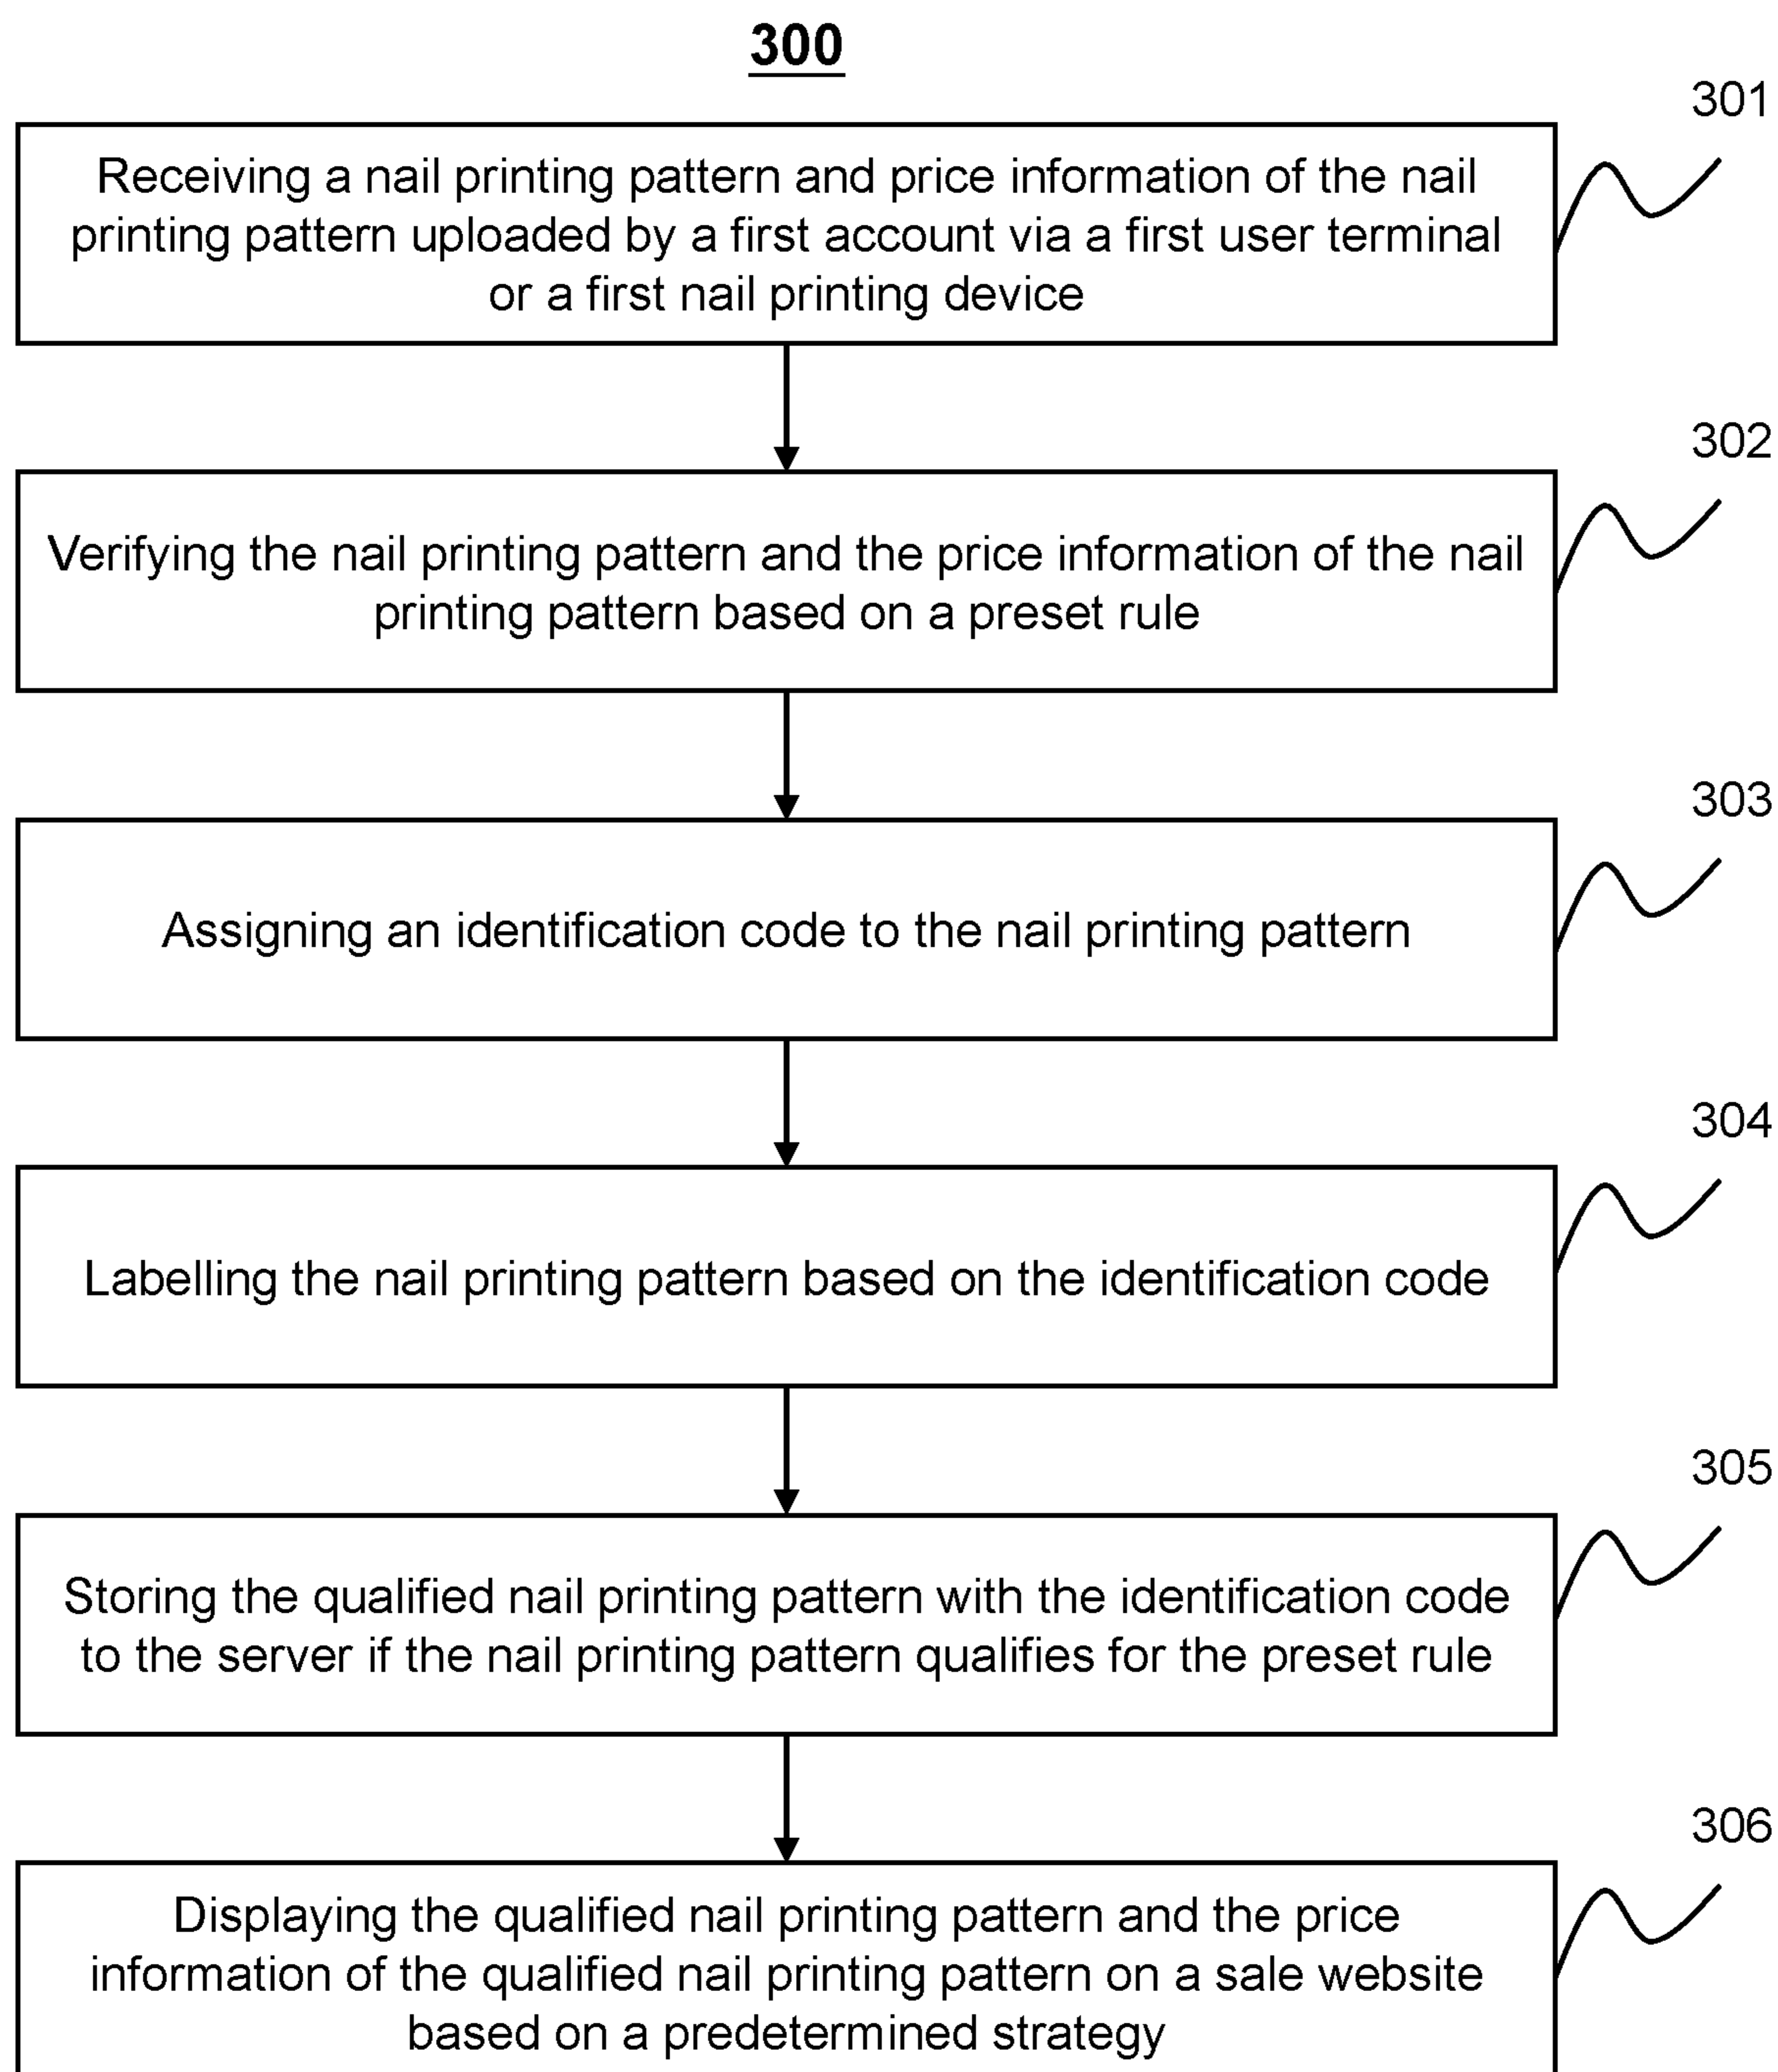 300
301
Receiving a nail printing pattern and price information of the nail
printing pattern uploaded by a first account via a first user terminal
or a first nail printing device
302
Verifying the nail printing pattern and the price information of the nail
printing pattern based on a preset rule
303
Assigning an identification code to the nail printing pattern
304
Labelling the nail printing pattern based on the identification code
305
Storing the qualified nail printing pattern with the identification code
to the server if the nail printing pattern qualifies for the preset rule
306
Displaying the qualified nail printing pattern and the price
information of the qualified nail printing pattern on a sale website
based on a predetermined strategy